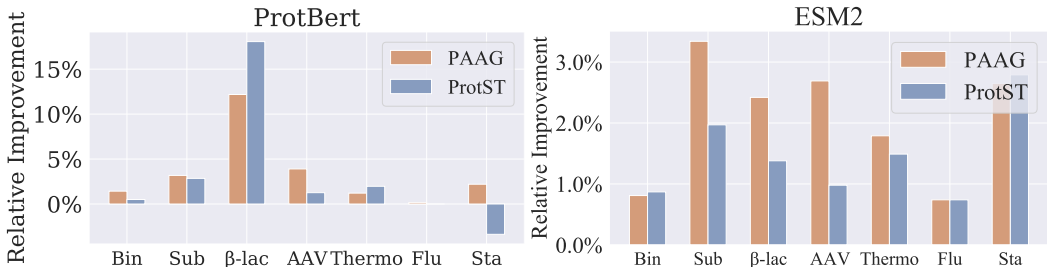 ProtBert
Relative Improvement
15%
10%
5%
0%
PAAG
ProtST
Bin Sub β-lac AAV Thermo Flu Sta
ESM2
Relative Improvement
3.0%
2.0%
1.0%
0.0%
PAAG
ProtST
Bin Sub β-lac AAV Thermo Flu Sta